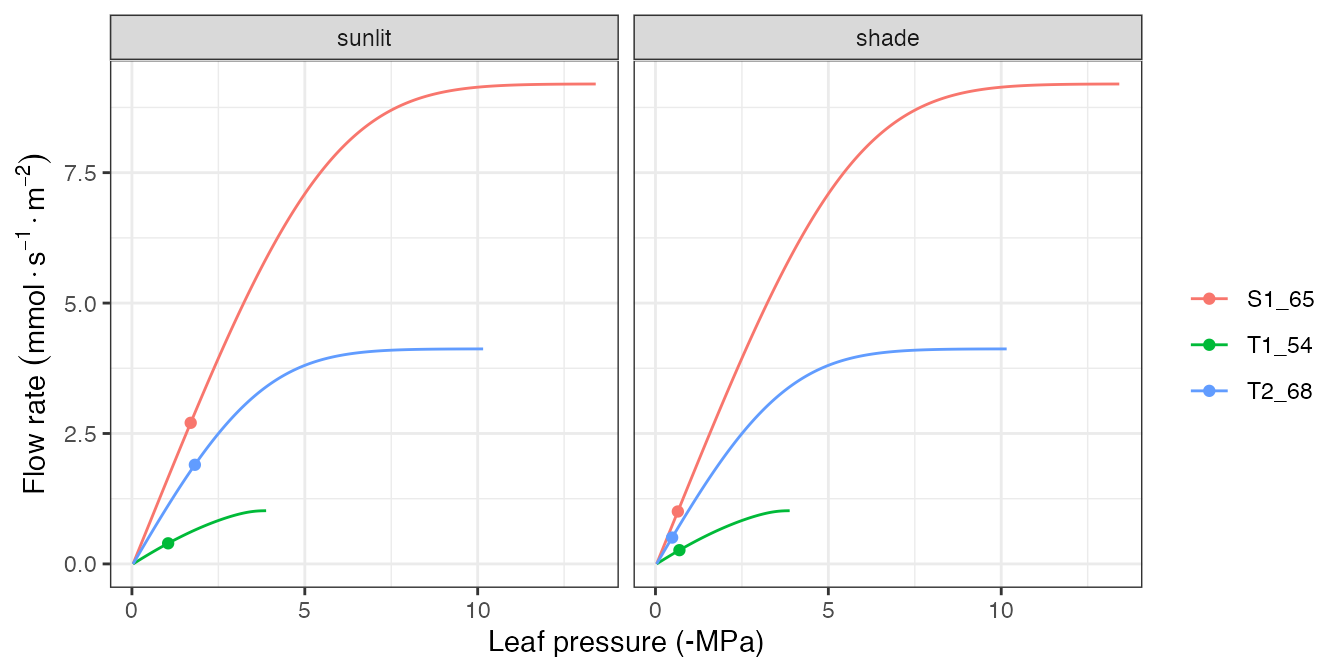 sunlit
shade
Flow rate (mmol·s⁻¹·m⁻²)
7.5
5.0
2.5
0.0
0
5
10
0
5
10
Leaf pressure (-MPa)
S1_65
T1_54
T2_68